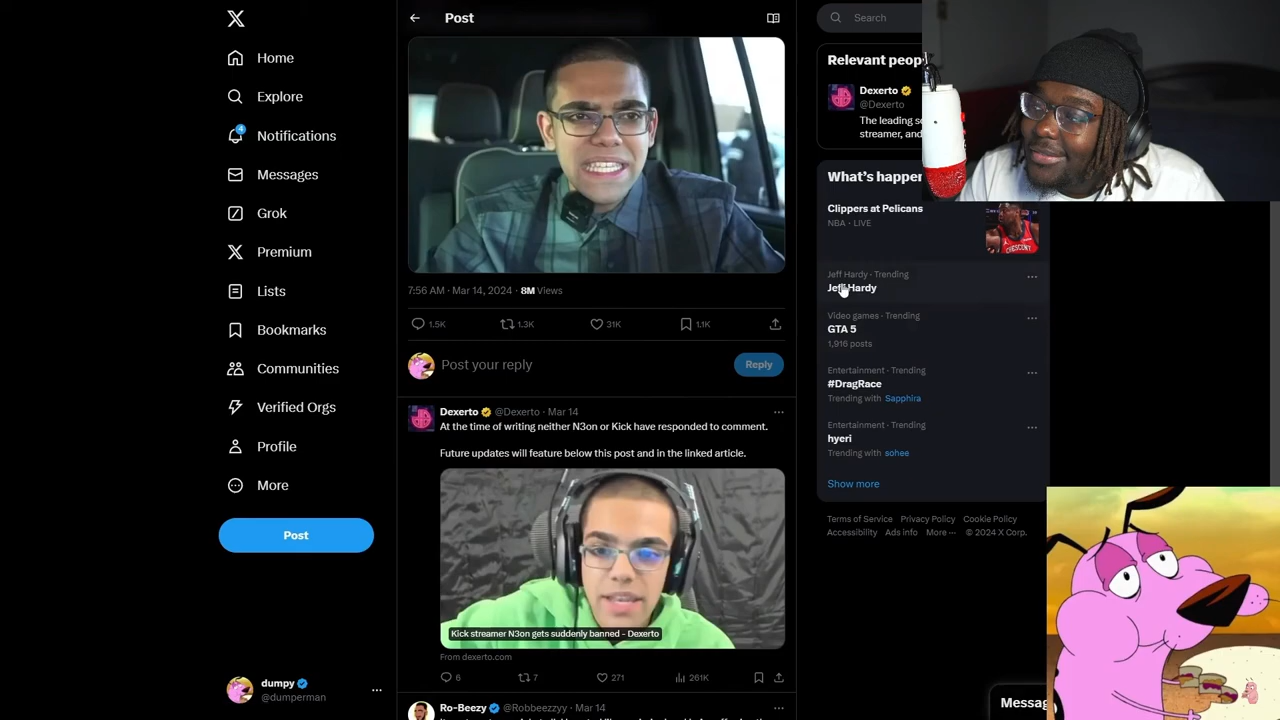 Home
Explore
4
Notifications
Messages
Grok
Premium
Lists
Bookmarks
Communities
Verified Orgs
Profile
More
Post
dumpy
@dumperman
Post
7:56 AM · Mar 14, 2024 · 8M Views
1.5K
1.3K
31K
1.1K
Post your reply
Reply
Dexerto @Dexerto · Mar 14
At the time of writing neither N3on or Kick have responded to comment.
Future updates will feature below this post and in the linked article.
Kick streamer N3on gets suddenly banned - Dexerto
From dexerto.com
6
7
271
261K
Ro-Beezy @Robbeezzyy · Mar 14
Search
Relevant peop
Dexerto
@Dexerto
The leading so
streamer, and
What's happen
Clippers at Pelicans
NBA · LIVE
CRESCENT
Jeff Hardy · Trending
Jeff Hardy
Video games · Trending
GTA 5
1,916 posts
Entertainment · Trending
#DragRace
Trending with Sapphira
Entertainment · Trending
hyeri
Trending with sohee
Show more
Terms of Service Privacy Policy Cookie Policy
Accessibility Ads info More ··· © 2024 X Corp.
Messag